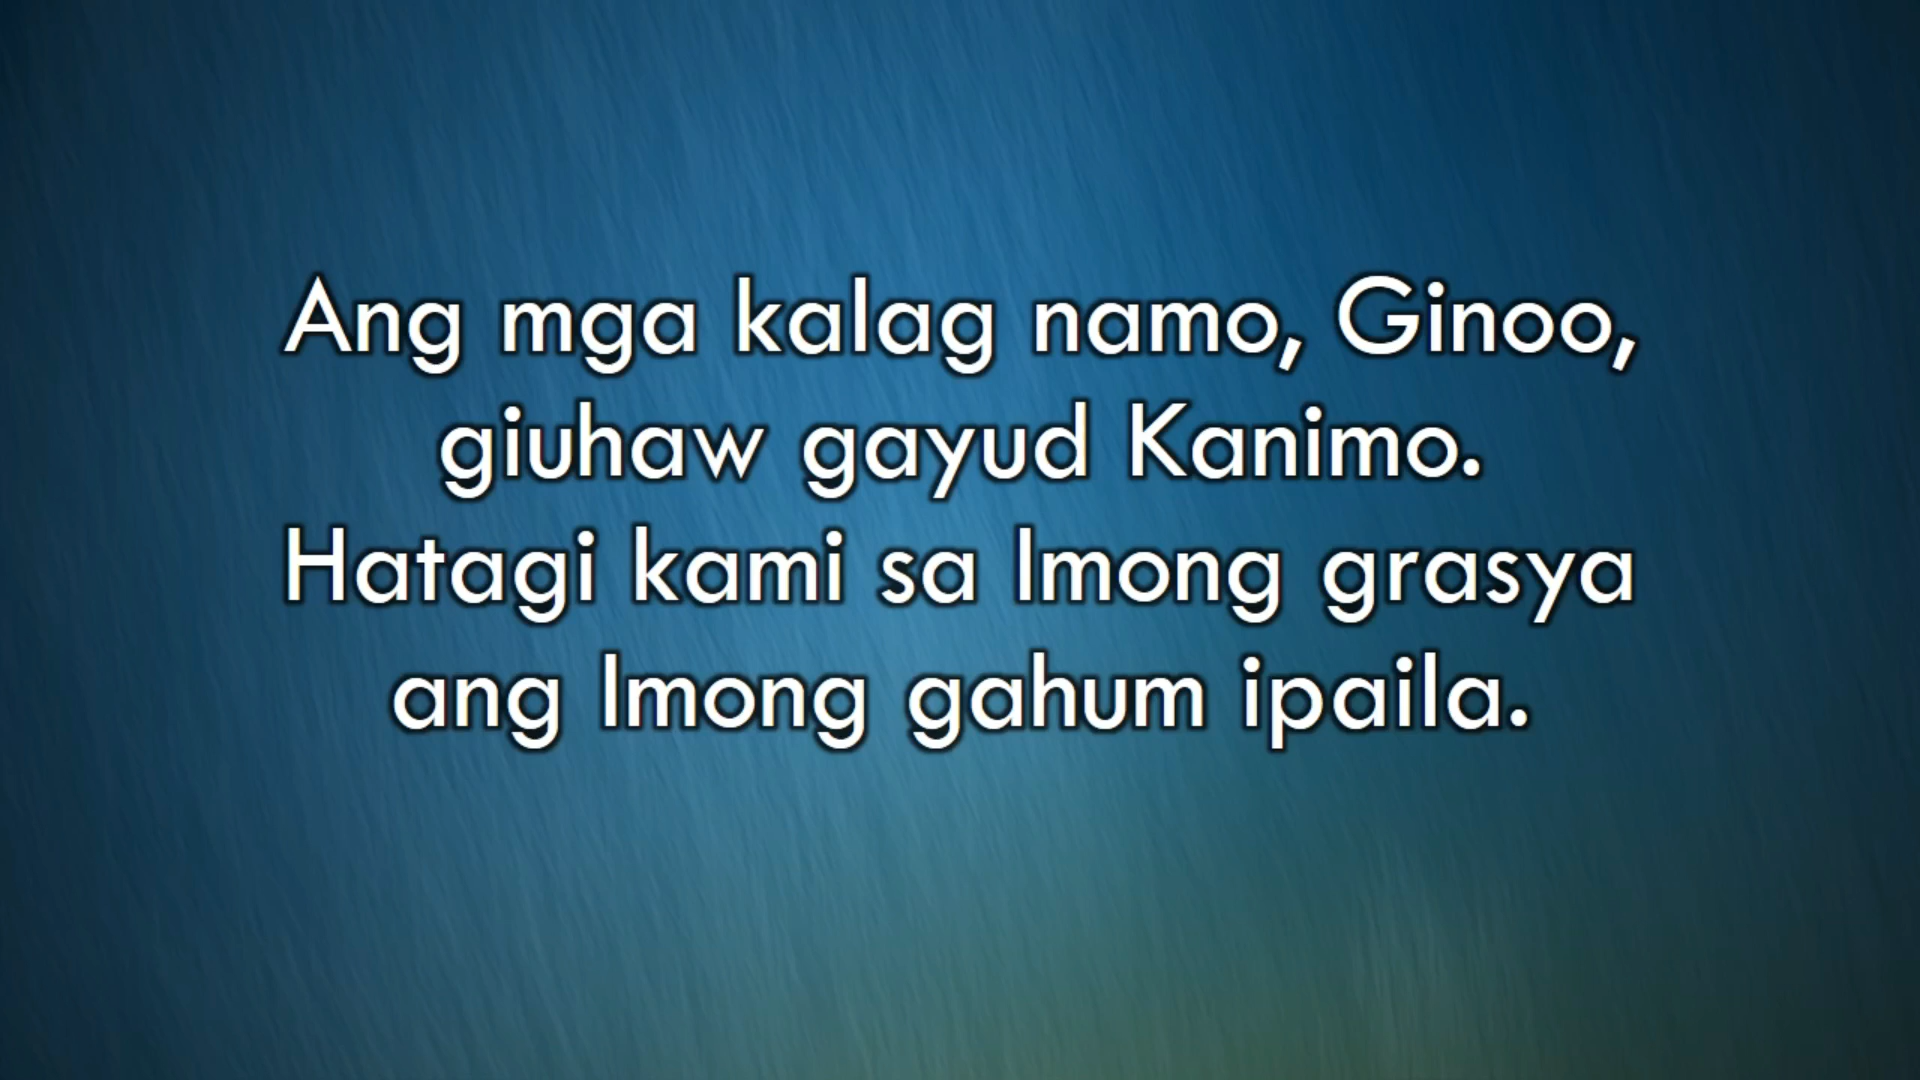 Ang mga kalag namo, Ginoo,
giuhaw gayud Kanimo.
Hatagi kami sa Imong grasya
ang Imong gahum ipaila.